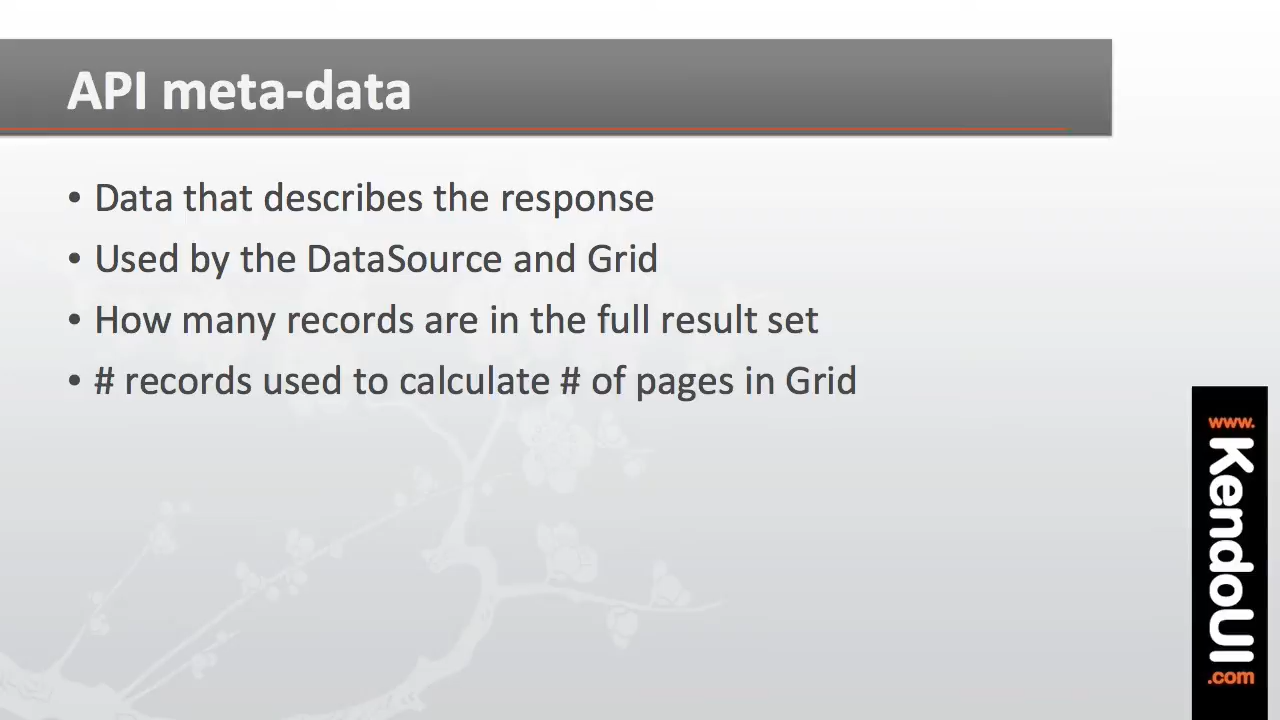 API meta-data
• Data that describes the response
• Used by the DataSource and Grid
• How many records are in the full result set
• # records used to calculate # of pages in Grid
www.
KendoUI
.com